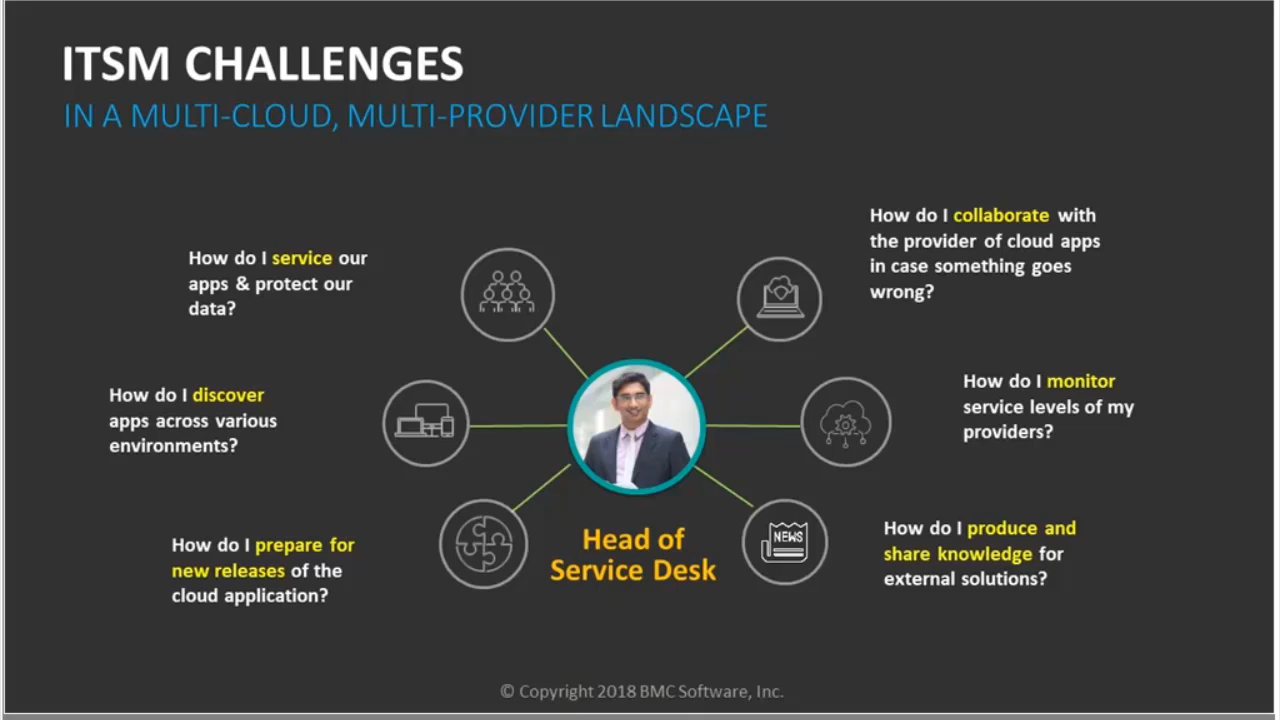 ITSM CHALLENGES
IN A MULTI-CLOUD, MULTI-PROVIDER LANDSCAPE
How do I service our
apps & protect our
data?
How do I collaborate with
the provider of cloud apps
in case something goes
wrong?
How do I discover
apps across various
environments?
How do I monitor
service levels of my
providers?
How do I prepare for
new releases of the
cloud application?
Head of
Service Desk
NEWS
How do I produce and
share knowledge for
external solutions?
© Copyright 2018 BMC Software, Inc.